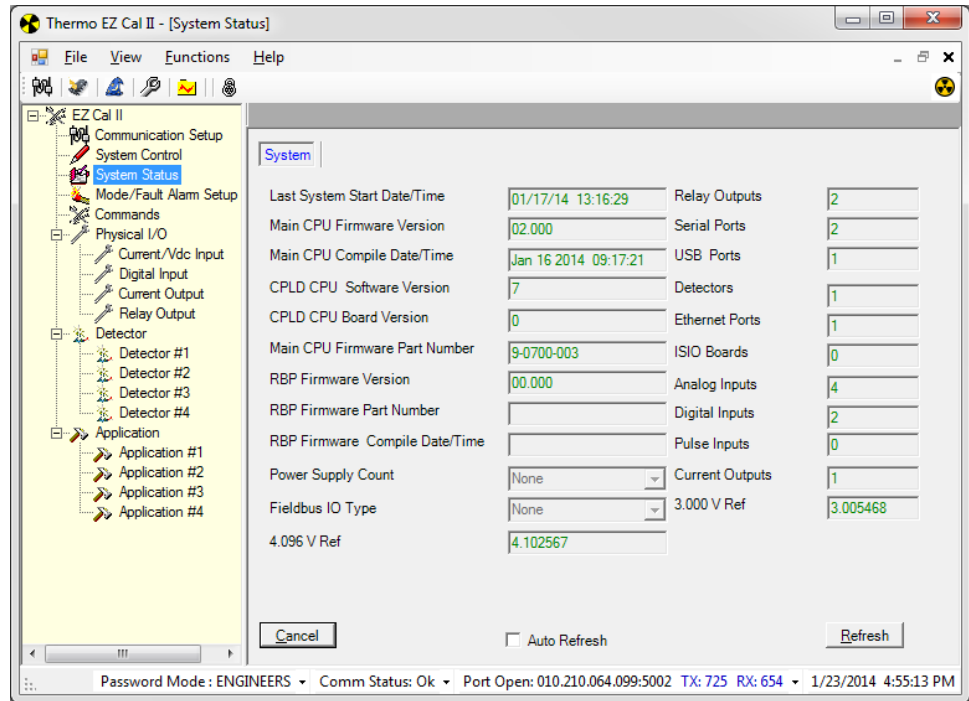 Thermo EZ Cal II - [System Status]
File View Functions Help
EZ Cal II
Communication Setup
System Control
System Status
Mode/Fault Alarm Setup
Commands
Physical I/O
Current/Vdc Input
Digital Input
Current Output
Relay Output
Detector
Detector #1
Detector #2
Detector #3
Detector #4
Application
Application #1
Application #2
Application #3
Application #4
System
Last System Start Date/Time 01/17/14 13:16:29
Main CPU Firmware Version 02.000
Main CPU Compile Date/Time Jan 16 2014 09:17:21
CPLD CPU Software Version 7
CPLD CPU Board Version 0
Main CPU Firmware Part Number 9-0700-003
RBP Firmware Version 00.000
RBP Firmware Part Number
RBP Firmware Compile Date/Time
Power Supply Count None
Fieldbus IO Type None
4.096 V Ref 4.102567
Relay Outputs 2
Serial Ports 2
USB Ports 1
Detectors 1
Ethernet Ports 1
ISIO Boards 0
Analog Inputs 4
Digital Inputs 2
Pulse Inputs 0
Current Outputs 1
3.000 V Ref 3.005468
Cancel Auto Refresh Refresh
Password Mode : ENGINEERS Comm Status: Ok Port Open: 010.210.064.099:5002 TX: 725 RX: 654 1/23/2014 4:55:13 PM